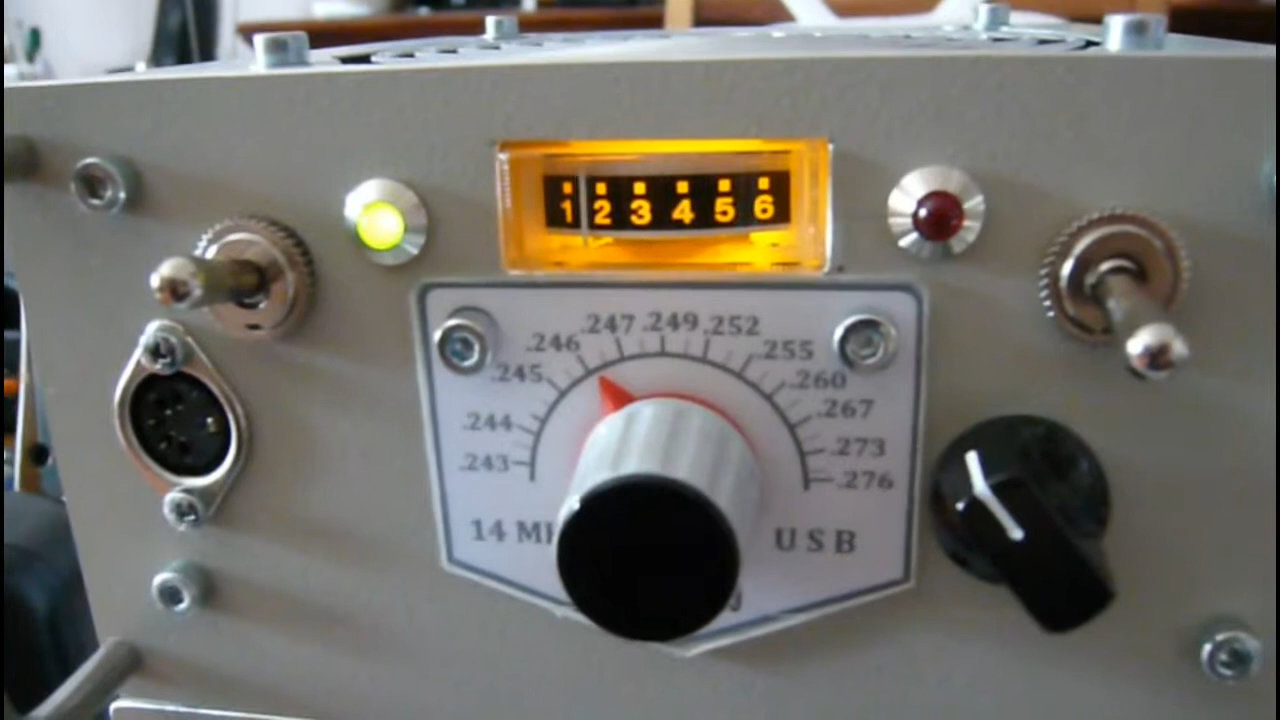 1 2 3 4 5 6
.247 .249 .252
.246 .255
.245 .260
.244 .267
.243 .273
.276
14 USB